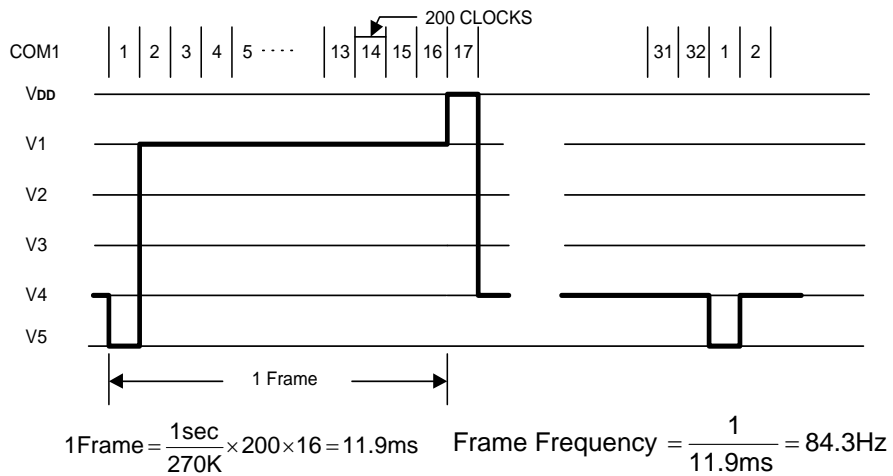 200 CLOCKS
COM1 1 2 3 4 5 ···· 13 14 15 16 17 31 32 1 2
VDD
V1
V2
V3
V4
V5
1 Frame
1Frame = 1sec/270K × 200 × 16 = 11.9ms Frame Frequency = 1/11.9ms = 84.3Hz